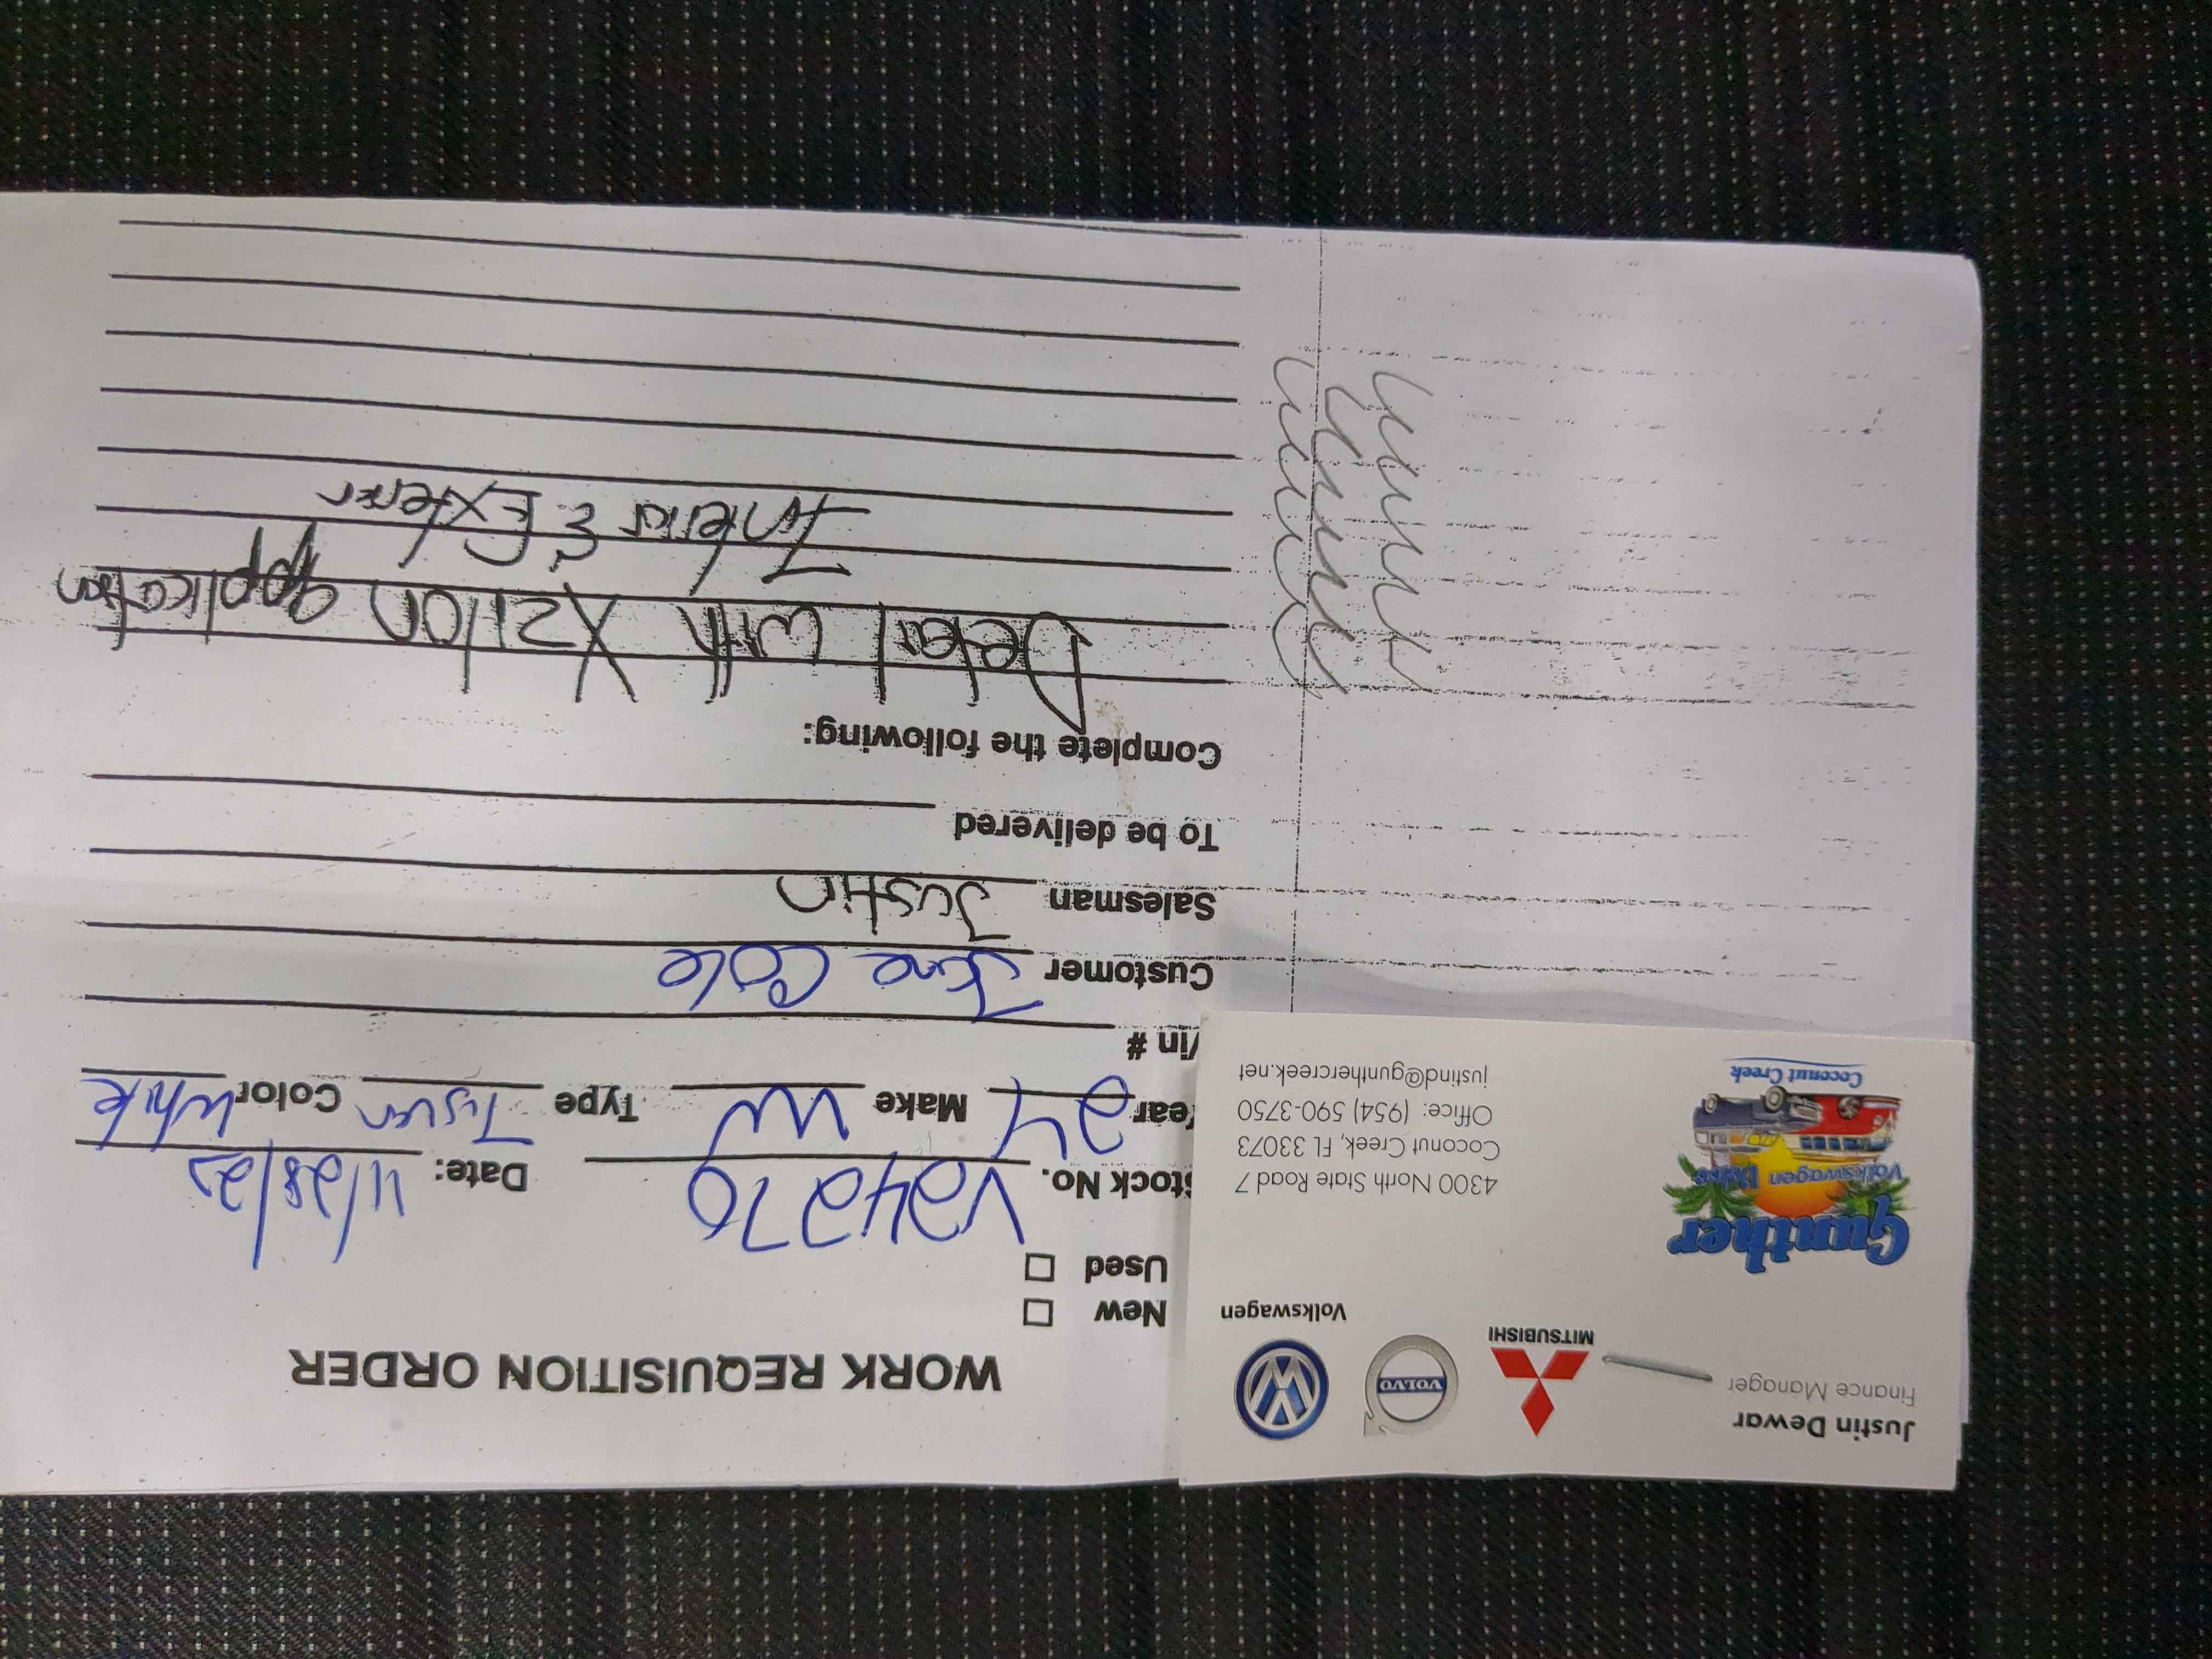 Justin Dewar
Finance Manager
MITSUBISHI
VOLVO
Volkswagen
Gunther
Volkswagen Volvo
Coconut Creek
4300 North State Road 7
Coconut Creek, FL 33073
Office: (954) 590-3750
justind@gunthercreek.net
WORK REQUISITION ORDER
New
Used
Stock No. V24270 Date: 11/28/23
Year 24 Make VW Type Color White
Vin #
Customer Cole
Salesman Justin
To be delivered
Complete the following:
Detail with Xzilon application
Interior & Exterior